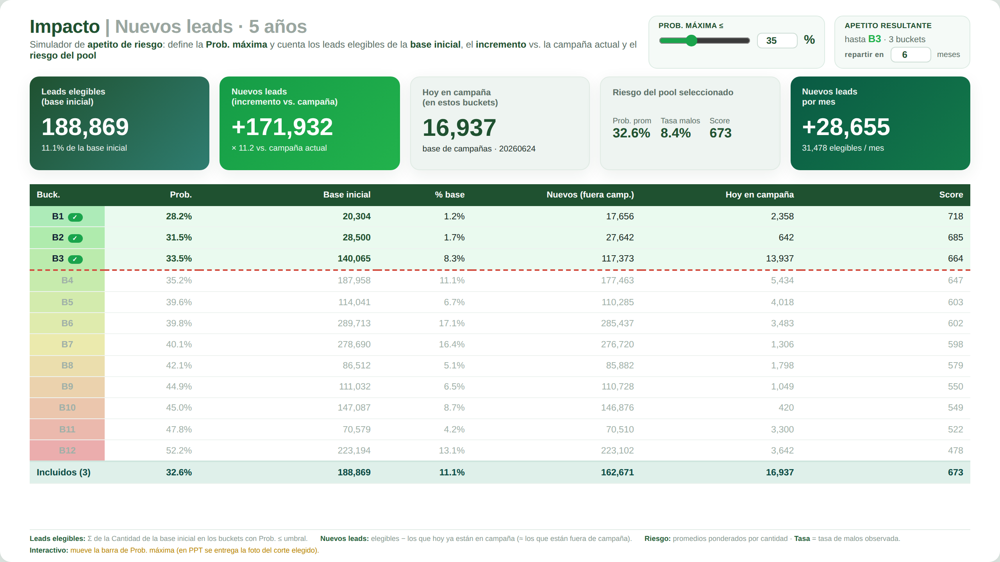 Impacto | Nuevos leads · 5 años
Simulador de apetito de riesgo: define la Prob. máxima y cuenta los leads elegibles de la base inicial, el incremento vs. la campaña actual y el
riesgo del pool
PROB. MÁXIMA ≤
35 %
APETITO RESULTANTE
hasta B3 · 3 buckets
repartir en 6 meses
Leads elegibles
(base inicial)
188,869
11.1% de la base inicial
Nuevos leads
(incremento vs. campaña)
+171,932
× 11.2 vs. campaña actual
Hoy en campaña
(en estos buckets)
16,937
base de campañas · 20260624
Riesgo del pool seleccionado
Prob. prom Tasa malos Score
32.6% 8.4% 673
Nuevos leads
por mes
+28,655
31,478 elegibles / mes
Buck. Prob. Base inicial % base Nuevos (fuera camp.) Hoy en campaña Score
B1 ✓ 28.2% 20,304 1.2% 17,656 2,358 718
B2 ✓ 31.5% 28,500 1.7% 27,642 642 685
B3 ✓ 33.5% 140,065 8.3% 117,373 13,937 664
B4 35.2% 187,958 11.1% 177,463 5,434 647
B5 39.6% 114,041 6.7% 110,285 4,018 603
B6 39.8% 289,713 17.1% 285,437 3,483 602
B7 40.1% 278,690 16.4% 276,720 1,306 598
B8 42.1% 86,512 5.1% 85,882 1,798 579
B9 44.9% 111,032 6.5% 110,728 1,049 550
B10 45.0% 147,087 8.7% 146,876 420 549
B11 47.8% 70,579 4.2% 70,510 3,300 522
B12 52.2% 223,194 13.1% 223,102 3,642 478
Incluidos (3) 32.6% 188,869 11.1% 162,671 16,937 673
Leads elegibles: Σ de la Cantidad de la base inicial en los buckets con Prob. ≤ umbral. Nuevos leads: elegibles − los que hoy ya están en campaña (≈ los que están fuera de campaña). Riesgo: promedios ponderados por cantidad · Tasa = tasa de malos observada.
Interactivo: mueve la barra de Prob. máxima (en PPT se entrega la foto del corte elegido).